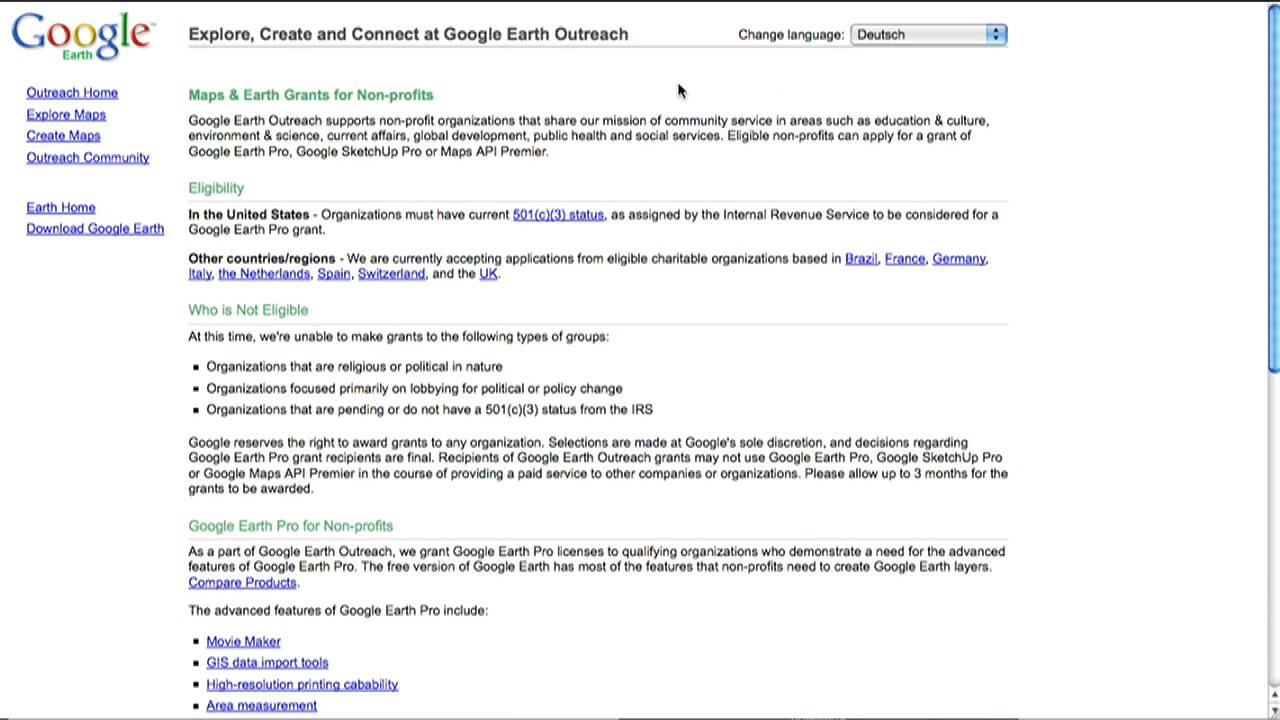 Google
Earth
Explore, Create and Connect at Google Earth Outreach
Change language: Deutsch
Outreach Home
Explore Maps
Create Maps
Outreach Community
Earth Home
Download Google Earth
Maps & Earth Grants for Non-profits
Google Earth Outreach supports non-profit organizations that share our mission of community service in areas such as education & culture,
environment & science, current affairs, global development, public health and social services. Eligible non-profits can apply for a grant of
Google Earth Pro, Google SketchUp Pro or Maps API Premier.
Eligibility
In the United States - Organizations must have current 501(c)(3) status, as assigned by the Internal Revenue Service to be considered for a
Google Earth Pro grant.
Other countries/regions - We are currently accepting applications from eligible charitable organizations based in Brazil, France, Germany,
Italy, the Netherlands, Spain, Switzerland, and the UK.
Who is Not Eligible
At this time, we're unable to make grants to the following types of groups:
Organizations that are religious or political in nature
Organizations focused primarily on lobbying for political or policy change
Organizations that are pending or do not have a 501(c)(3) status from the IRS
Google reserves the right to award grants to any organization. Selections are made at Google's sole discretion, and decisions regarding
Google Earth Pro grant recipients are final. Recipients of Google Earth Outreach grants may not use Google Earth Pro, Google SketchUp Pro
or Google Maps API Premier in the course of providing a paid service to other companies or organizations. Please allow up to 3 months for the
grants to be awarded.
Google Earth Pro for Non-profits
As a part of Google Earth Outreach, we grant Google Earth Pro licenses to qualifying organizations who demonstrate a need for the advanced
features of Google Earth Pro. The free version of Google Earth has most of the features that non-profits need to create Google Earth layers.
Compare Products.
The advanced features of Google Earth Pro include:
Movie Maker
GIS data import tools
High-resolution printing cabability
Area measurement